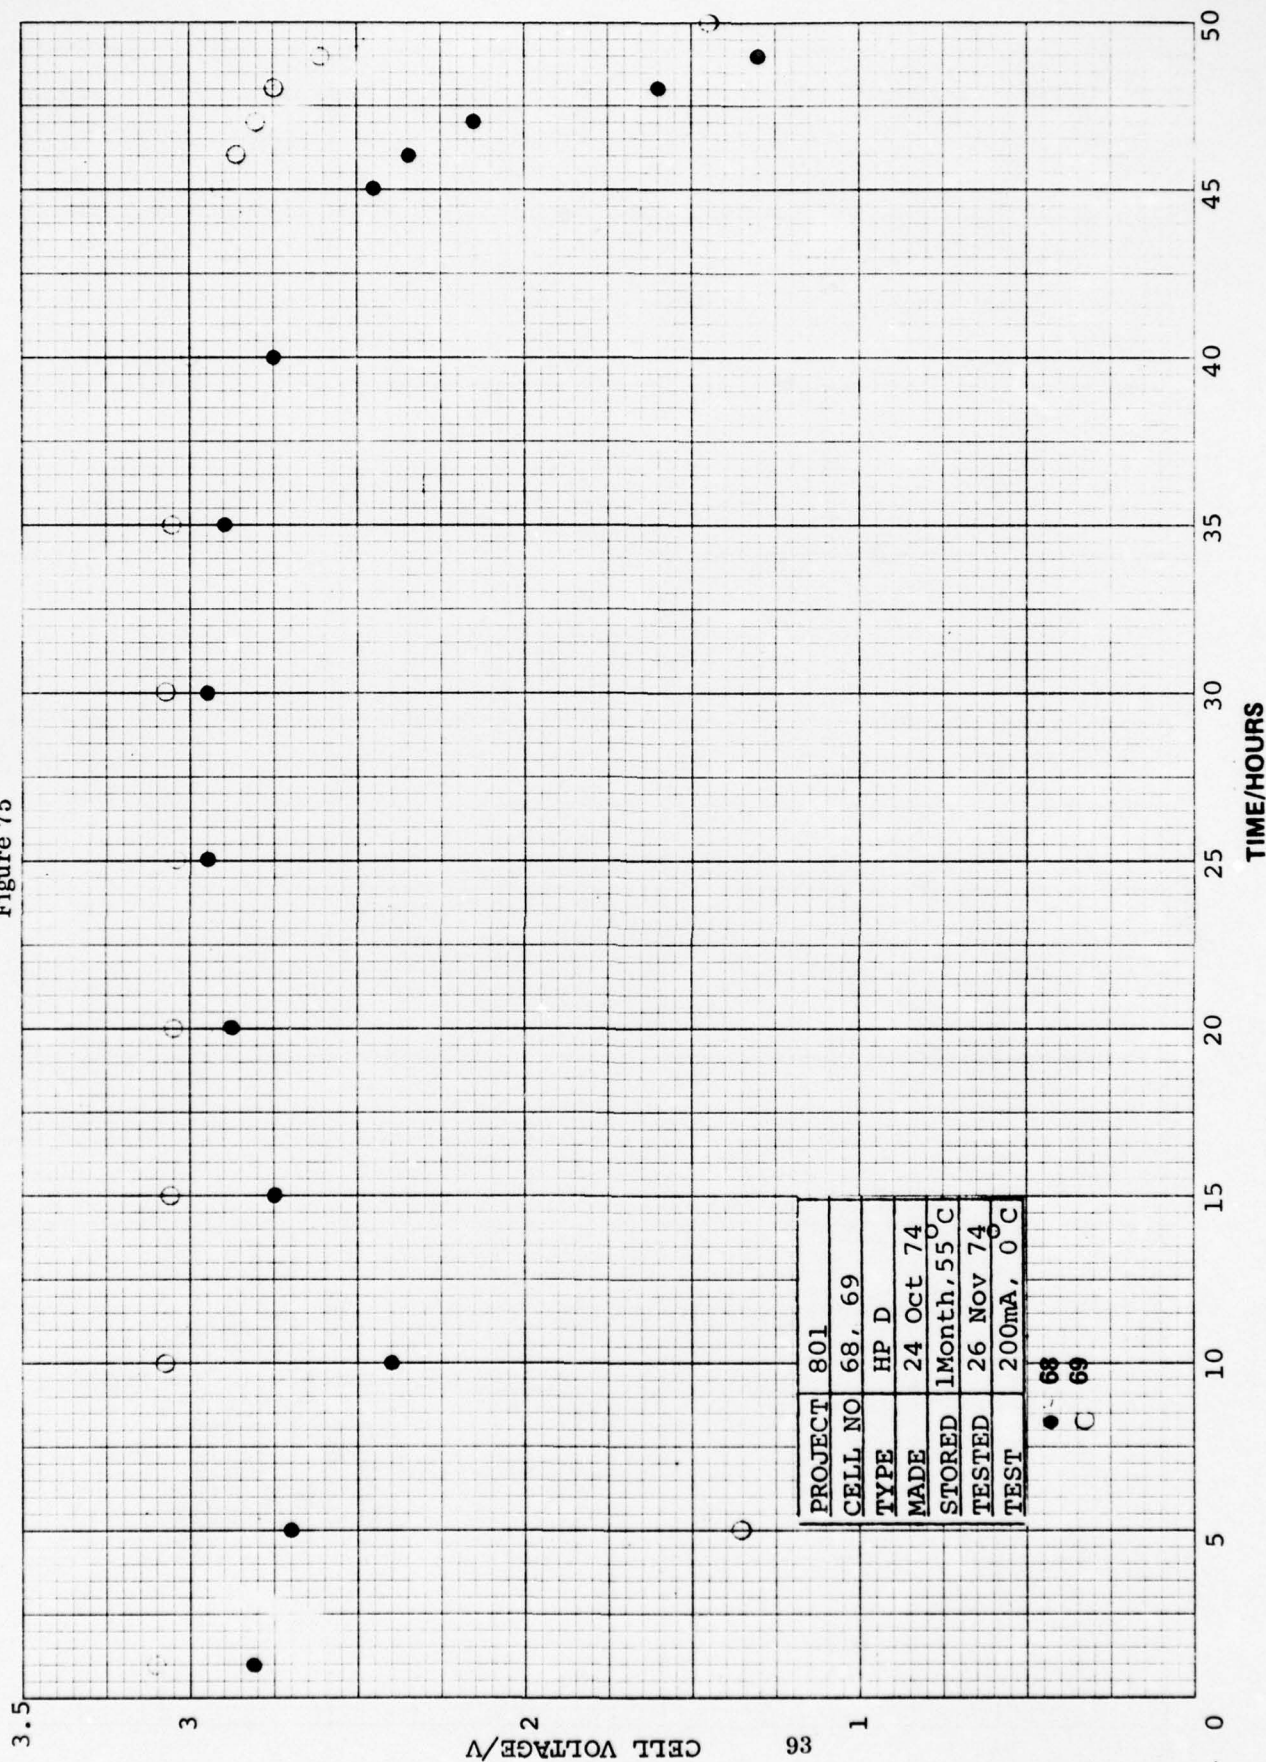 Figure 75
3.5
3
2
1
0
CELL VOLTAGE/V
5
10
15
20
25
30
35
40
45
50
TIME/HOURS
PROJECT 801
CELL NO 68, 69
TYPE HP D
MADE 24 Oct 74
STORED 1Month,55°C
TESTED 26 Nov 74
TEST 200mA, 0°C
68
69
93